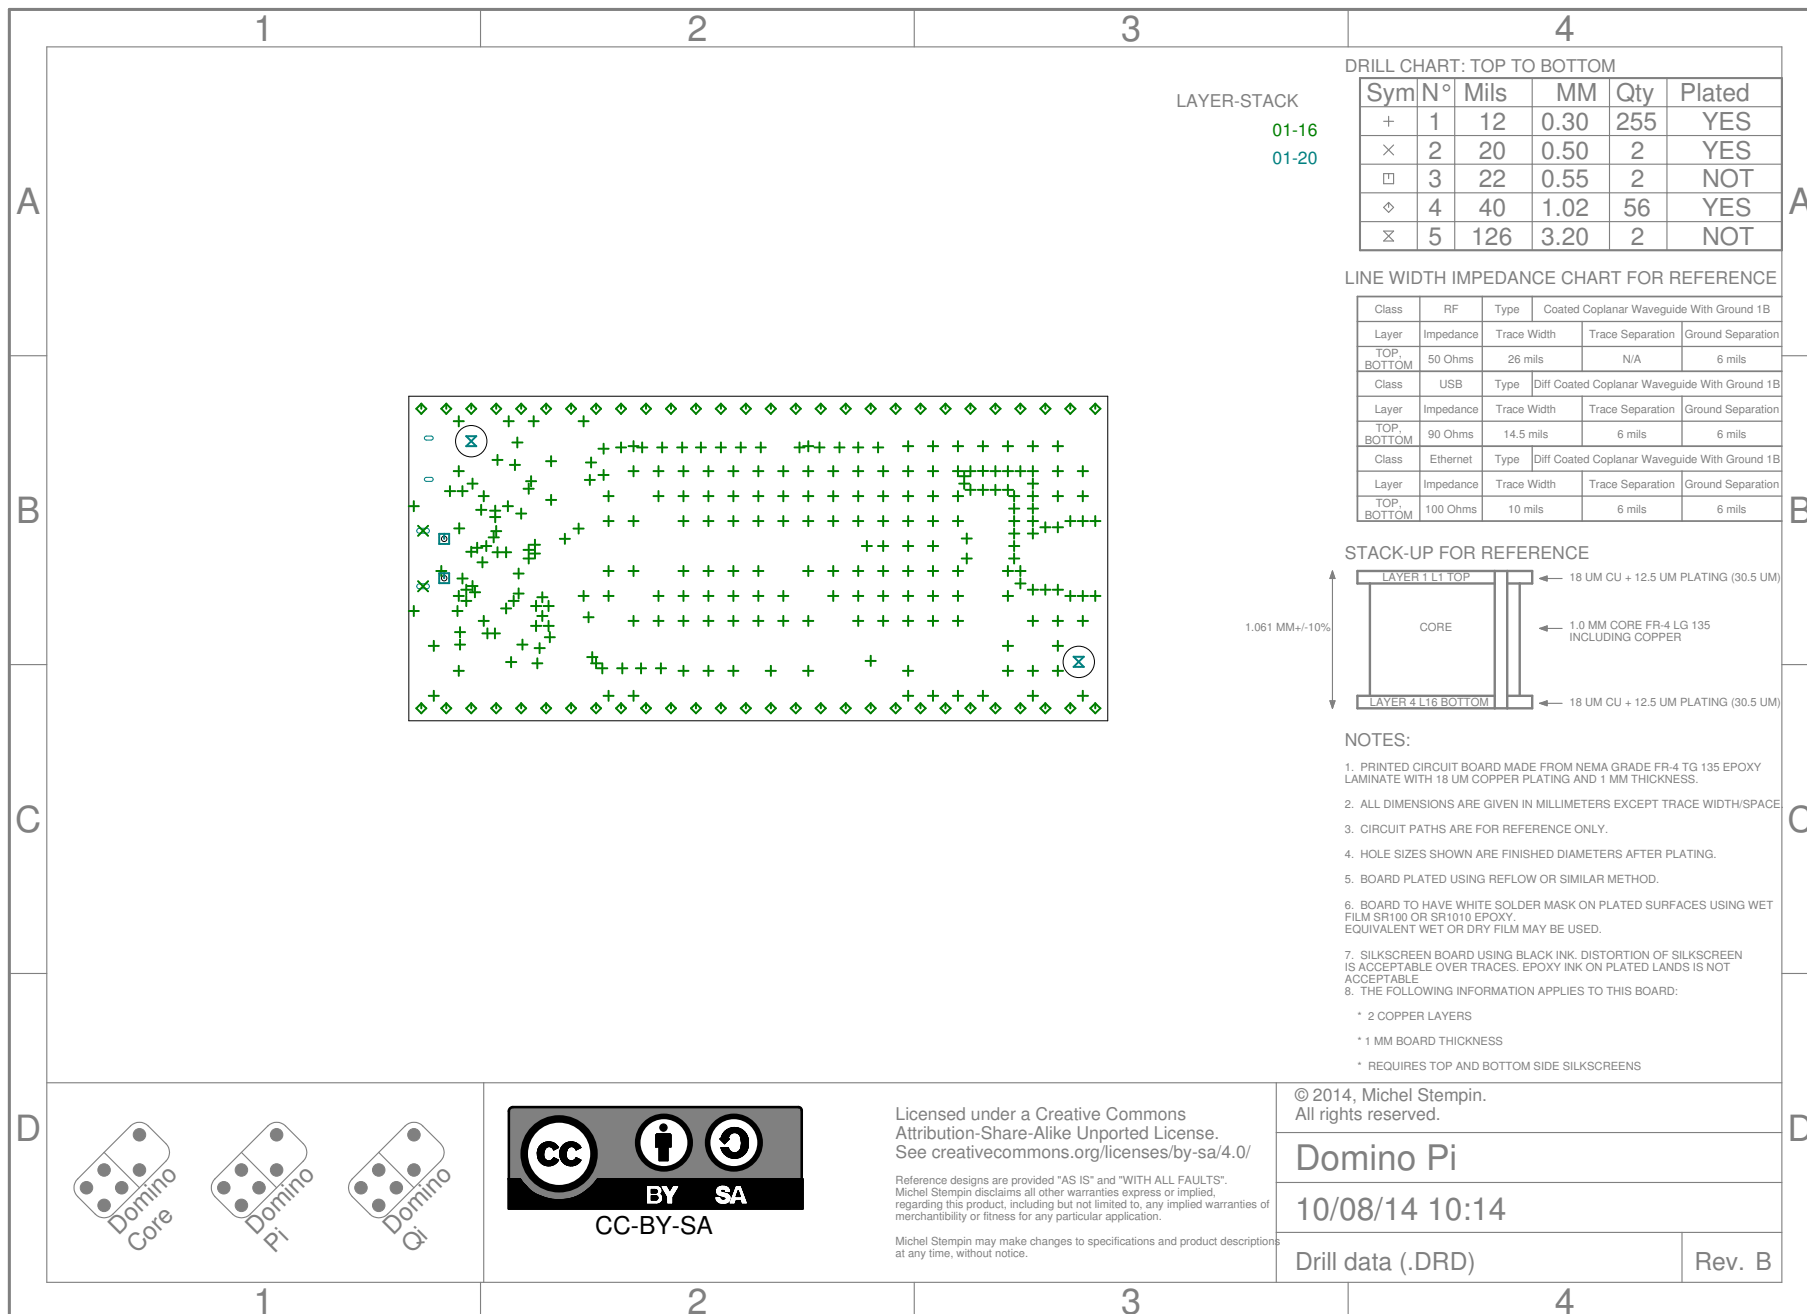 1 2 3 4
A
B
C
D
A
B
C
D
LAYER-STACK
01-16
01-20
DRILL CHART: TOP TO BOTTOM
Sym N° Mils MM Qty Plated
+ 1 12 0.30 255 YES
× 2 20 0.50 2 YES
3 22 0.55 2 NOT
4 40 1.02 56 YES
5 126 3.20 2 NOT
LINE WIDTH IMPEDANCE CHART FOR REFERENCE
Class RF Type Coated Coplanar Waveguide With Ground 1B
Layer Impedance Trace Width Trace Separation Ground Separation
TOP, BOTTOM 50 Ohms 26 mils N/A 6 mils
Class USB Type Diff Coated Coplanar Waveguide With Ground 1B
Layer Impedance Trace Width Trace Separation Ground Separation
TOP, BOTTOM 90 Ohms 14.5 mils 6 mils 6 mils
Class Ethernet Type Diff Coated Coplanar Waveguide With Ground 1B
Layer Impedance Trace Width Trace Separation Ground Separation
TOP, BOTTOM 100 Ohms 10 mils 6 mils 6 mils
STACK-UP FOR REFERENCE
LAYER 1 L1 TOP
18 UM CU + 12.5 UM PLATING (30.5 UM)
1.061 MM+/-10%
CORE
1.0 MM CORE FR-4 LG 135
INCLUDING COPPER
LAYER 4 L16 BOTTOM
18 UM CU + 12.5 UM PLATING (30.5 UM)
NOTES:
1. PRINTED CIRCUIT BOARD MADE FROM NEMA GRADE FR-4 TG 135 EPOXY
LAMINATE WITH 18 UM COPPER PLATING AND 1 MM THICKNESS.
2. ALL DIMENSIONS ARE GIVEN IN MILLIMETERS EXCEPT TRACE WIDTH/SPACE
3. CIRCUIT PATHS ARE FOR REFERENCE ONLY.
4. HOLE SIZES SHOWN ARE FINISHED DIAMETERS AFTER PLATING.
5. BOARD PLATED USING REFLOW OR SIMILAR METHOD.
6. BOARD TO HAVE WHITE SOLDER MASK ON PLATED SURFACES USING WET
FILM SR100 OR SR1010 EPOXY.
EQUIVALENT WET OR DRY FILM MAY BE USED.
7. SILKSCREEN BOARD USING BLACK INK. DISTORTION OF SILKSCREEN
IS ACCEPTABLE OVER TRACES. EPOXY INK ON PLATED LANDS IS NOT
ACCEPTABLE
8. THE FOLLOWING INFORMATION APPLIES TO THIS BOARD:
* 2 COPPER LAYERS
* 1 MM BOARD THICKNESS
* REQUIRES TOP AND BOTTOM SIDE SILKSCREENS
Domino
Core
Domino
Pi
Domino
Qi
cc
BY SA
CC-BY-SA
Licensed under a Creative Commons
Attribution-Share-Alike Unported License.
See creativecommons.org/licenses/by-sa/4.0/
Reference designs are provided "AS IS" and "WITH ALL FAULTS".
Michel Stempin disclaims all other warranties express or implied,
regarding this product, including but not limited to, any implied warranties of
merchantibility or fitness for any particular application.
Michel Stempin may make changes to specifications and product descriptions
at any time, without notice.
© 2014, Michel Stempin.
All rights reserved.
Domino Pi
10/08/14 10:14
Drill data (.DRD)
Rev. B
1 2 3 4